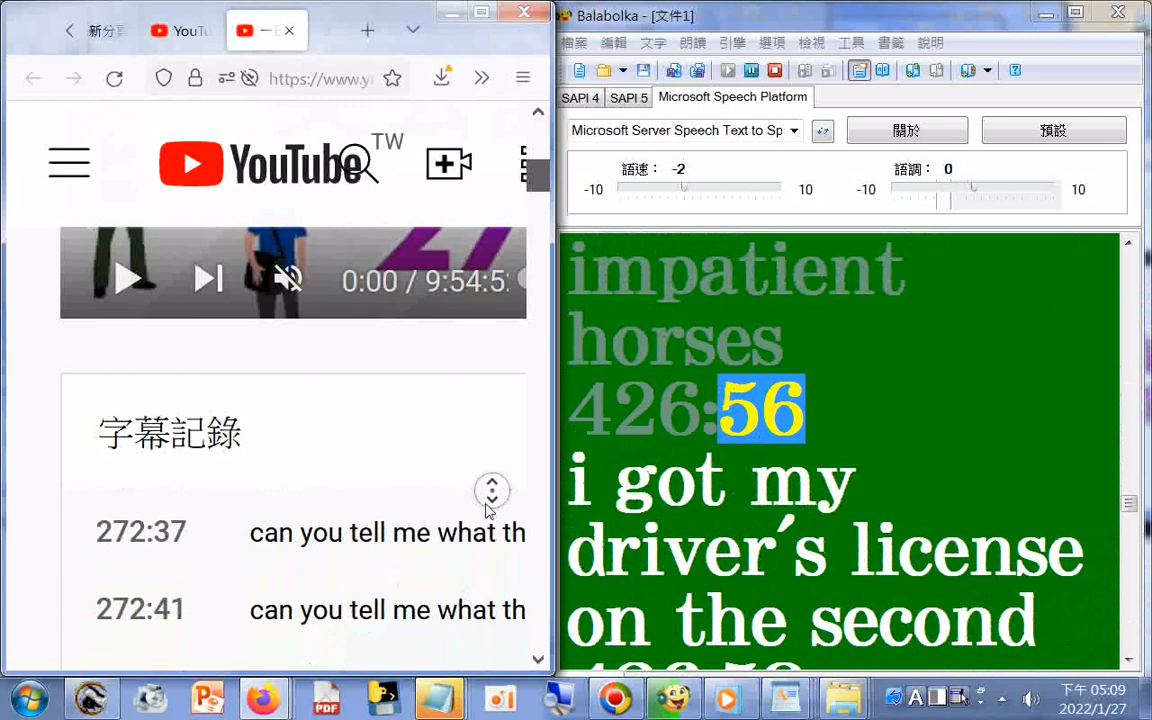 新分
YouTu
一 E
https://www.y
YouTube
TW
0:00 / 9:54:5
字幕記錄
272:37 can you tell me what th
272:41 can you tell me what th
Balabolka - [文件1]
檔案 編輯 文字 朗讀 引擎 選項 檢視 工具 書籤 說明
SAPI 4 SAPI 5 Microsoft Speech Platform
Microsoft Server Speech Text to Sp
關於
預設
語速: -2
語調: 0
-10 10
-10 10
impatient
horses
426:56
i got my
driver´s license
on the second
下午 05:09
2022/1/27